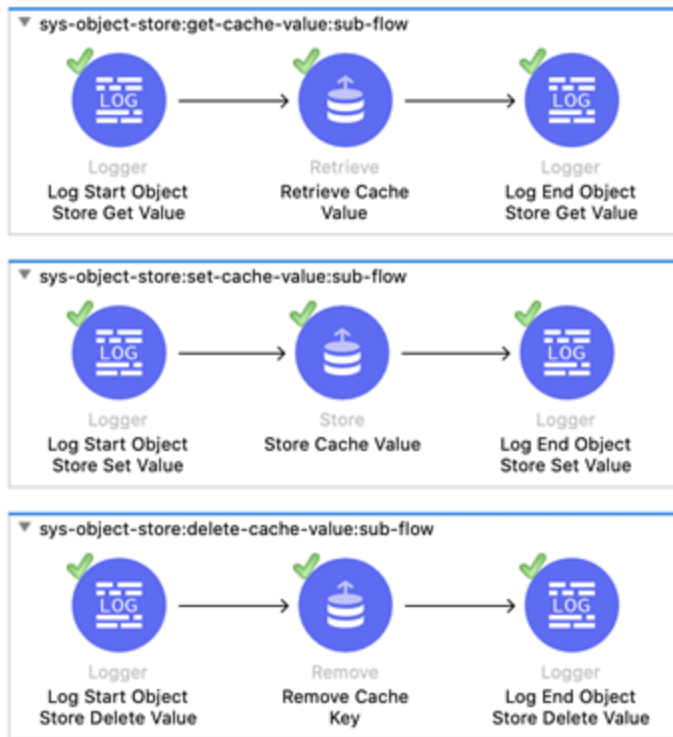 sys-object-store:get-cache-value:sub-flow
LOG
LOG
Logger
Retrieve
Logger
Log Start Object
Store Get Value
Retrieve Cache
Value
Log End Object
Store Get Value
sys-object-store:set-cache-value:sub-flow
LOG
LOG
Logger
Store
Logger
Log Start Object
Store Set Value
Store Cache Value
Log End Object
Store Set Value
sys-object-store:delete-cache-value:sub-flow
LOG
LOG
Logger
Remove
Logger
Log Start Object
Store Delete Value
Remove Cache
Key
Log End Object
Store Delete Value